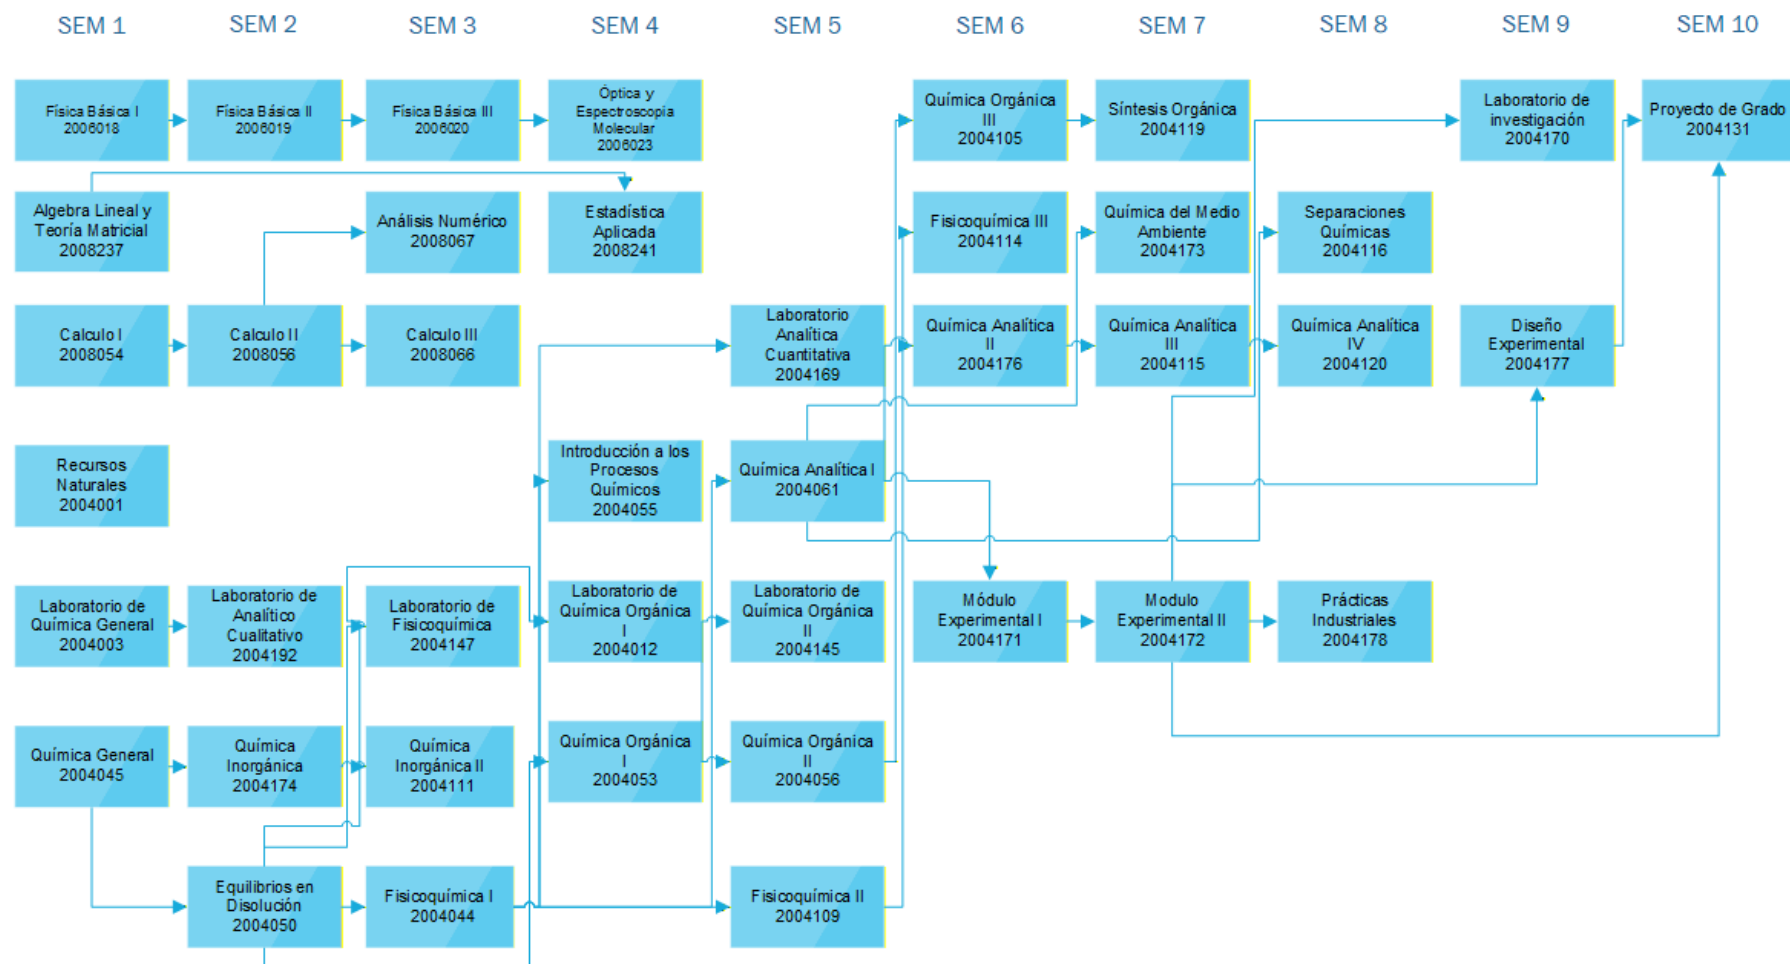 SEM 1
SEM 2
SEM 3
SEM 4
SEM 5
SEM 6
SEM 7
SEM 8
SEM 9
SEM 10
Física Básica I
2006018
Física Básica II
2006019
Física Básica III
2006020
Óptica y
Espectroscopia
Molecular
2006023
Química Orgánica
III
2004105
Síntesis Orgánica
2004119
Laboratorio de
investigación
2004170
Proyecto de Grado
2004131
Algebra Lineal y
Teoría Matricial
2008237
Análisis Numérico
2008067
Estadística
Aplicada
2008241
Fisicoquímica III
2004114
Química del Medio
Ambiente
2004173
Separaciones
Químicas
2004116
Calculo I
2008054
Calculo II
2008056
Calculo III
2008066
Laboratorio
Analítica
Cuantitativa
2004169
Química Analítica
II
2004176
Química Analítica
III
2004115
Química Analítica
IV
2004120
Diseño
Experimental
2004177
Recursos
Naturales
2004001
Introducción a los
Procesos
Químicos
2004055
Química Analítica I
2004061
Laboratorio de
Química General
2004003
Laboratorio de
Analítico
Cualitativo
2004192
Laboratorio de
Fisicoquímica
2004147
Laboratorio de
Química Orgánica
I
2004012
Laboratorio de
Química Orgánica
II
2004145
Módulo
Experimental I
2004171
Modulo
Experimental II
2004172
Prácticas
Industriales
2004178
Química General
2004045
Química
Inorgánica
2004174
Química
Inorgánica II
2004111
Química Orgánica
I
2004053
Química Orgánica
II
2004056
Equilibrios en
Disolución
2004050
Fisicoquímica I
2004044
Fisicoquímica II
2004109